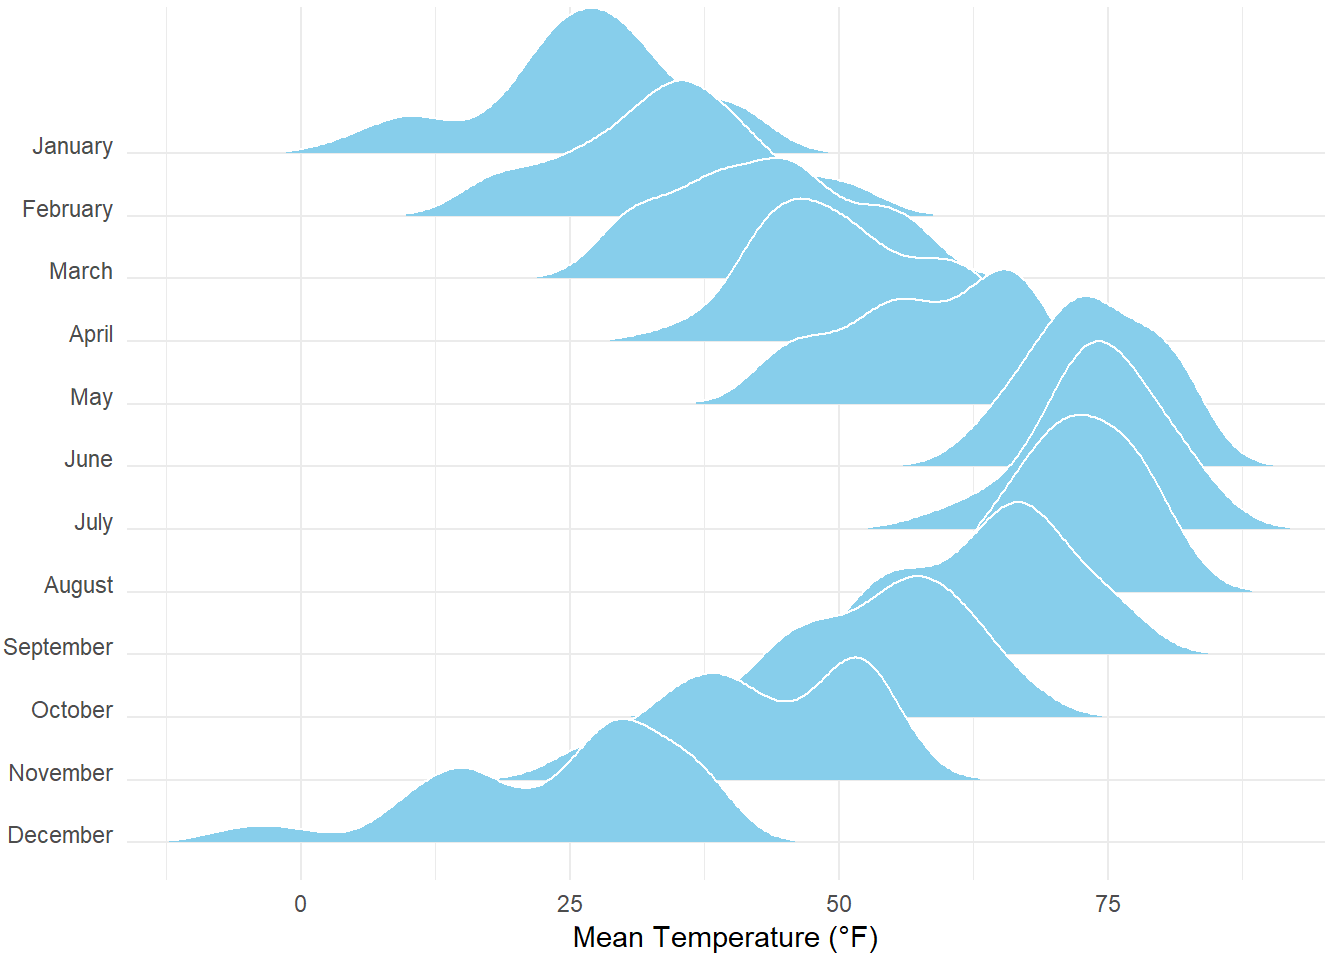 January
February
March
April
May
June
July
August
September
October
November
December
0 25 50 75
Mean Temperature (°F)